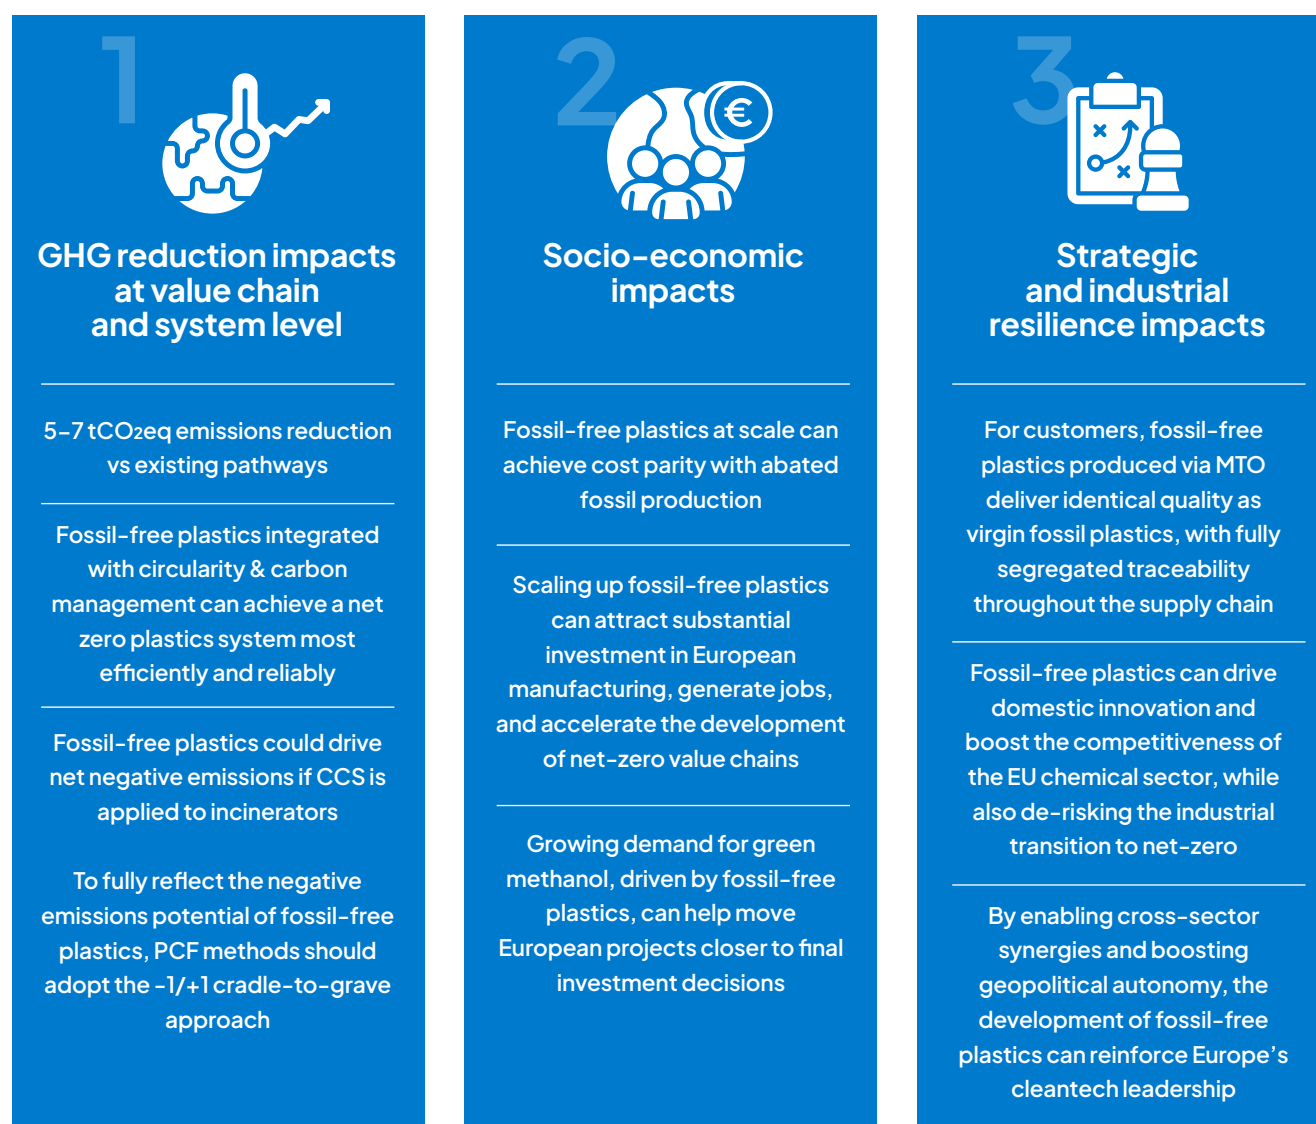 1
GHG reduction impacts
at value chain
and system level
5–7 tCO₂eq emissions reduction
vs existing pathways
Fossil-free plastics integrated
with circularity & carbon
management can achieve a net
zero plastics system most
efficiently and reliably
Fossil-free plastics could drive
net negative emissions if CCS is
applied to incinerators
To fully reflect the negative
emissions potential of fossil-free
plastics, PCF methods should
adopt the -1/+1 cradle-to-grave
approach
2
€
Socio-economic
impacts
Fossil-free plastics at scale can
achieve cost parity with abated
fossil production
Scaling up fossil-free plastics
can attract substantial
investment in European
manufacturing, generate jobs,
and accelerate the development
of net-zero value chains
Growing demand for green
methanol, driven by fossil-free
plastics, can help move
European projects closer to final
investment decisions
3
Strategic
and industrial
resilience impacts
For customers, fossil-free
plastics produced via MTO
deliver identical quality as
virgin fossil plastics, with fully
segregated traceability
throughout the supply chain
Fossil-free plastics can drive
domestic innovation and
boost the competitiveness of
the EU chemical sector, while
also de-risking the industrial
transition to net-zero
By enabling cross-sector
synergies and boosting
geopolitical autonomy, the
development of fossil-free
plastics can reinforce Europe's
cleantech leadership